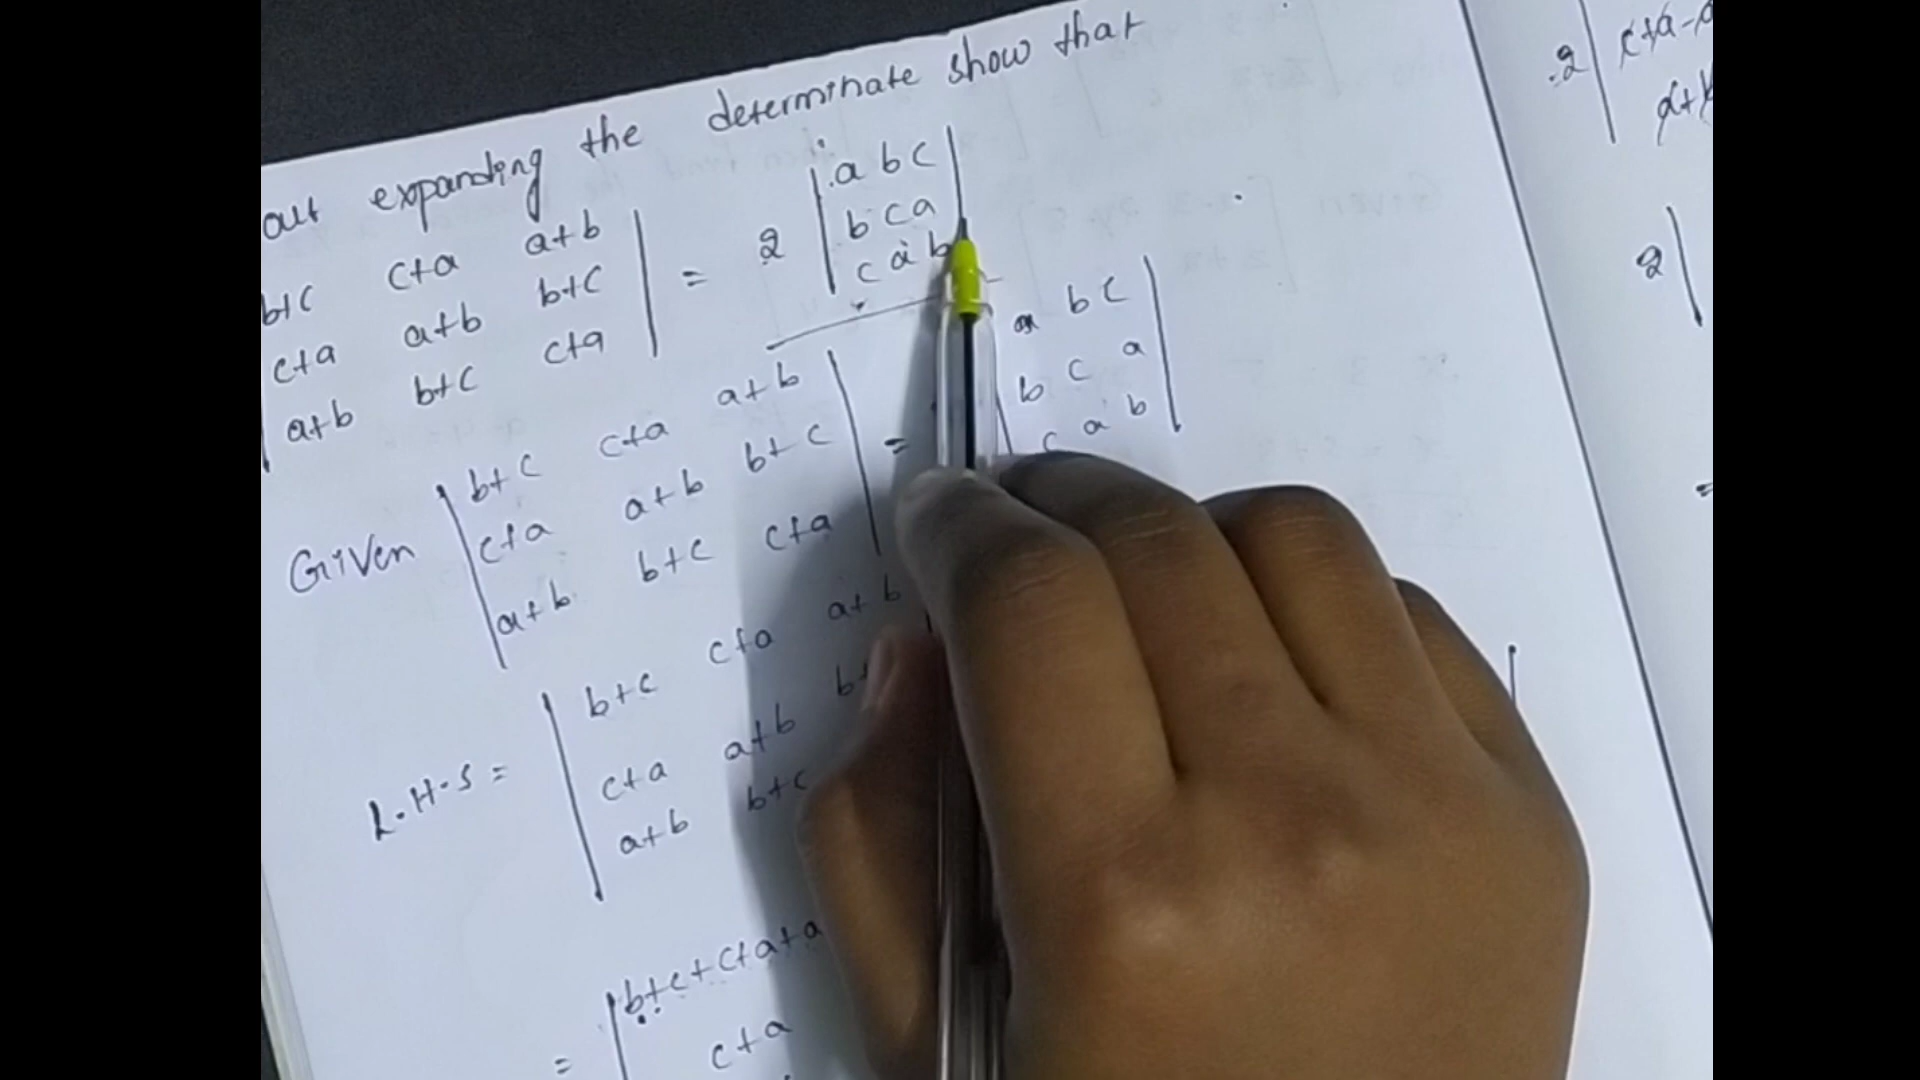 out expanding the determinate show that
b+c c+a a+b | = 2 | a b c |
c+a a+b b+c | b c a
a+b b+c c+a | c a b
Given | b+c c+a a+b | = | a b c |
c+a a+b b+c b c a
a+b b+c c+a c a b
L.H.S = | b+c c+a a+b
c+a a+b b+
a+b b+c
= | b+c+c+a+a
c+a
2 | c+a-
a+b
2 |
=